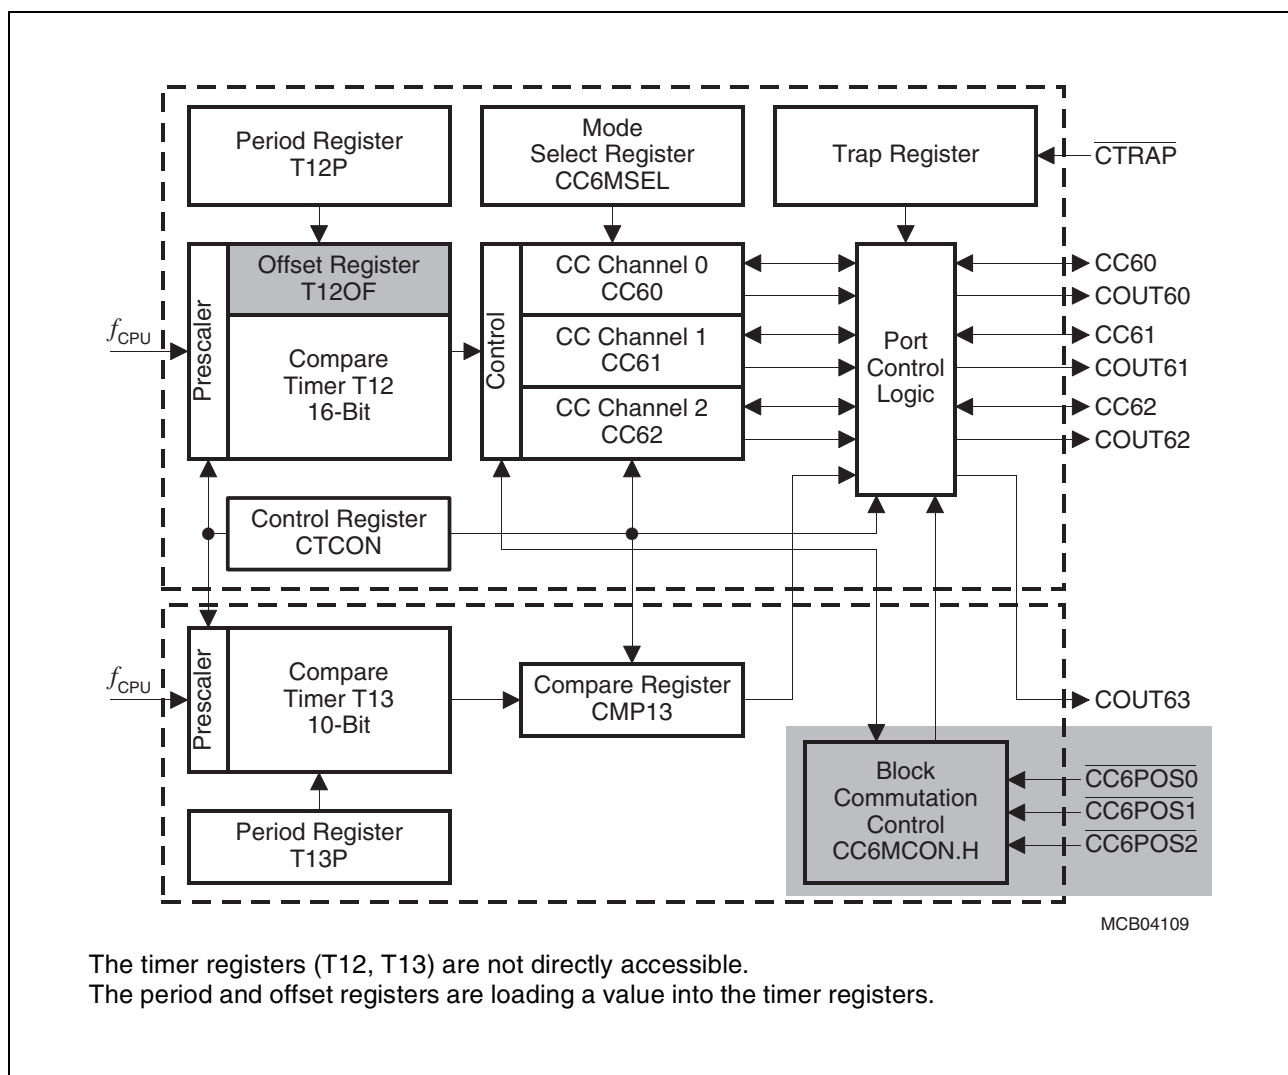 Period Register
T12P
Mode
Select Register
CC6MSEL
Trap Register
CTRAP
Prescaler
Offset Register
T12OF
Compare
Timer T12
16-Bit
fCPU
Control
CC Channel 0
CC60
CC Channel 1
CC61
CC Channel 2
CC62
Port
Control
Logic
CC60
COUT60
CC61
COUT61
CC62
COUT62
Control Register
CTCON
fCPU
Prescaler
Compare
Timer T13
10-Bit
Compare Register
CMP13
COUT63
Period Register
T13P
Block
Commutation
Control
CC6MCON.H
CC6POS0
CC6POS1
CC6POS2
MCB04109
The timer registers (T12, T13) are not directly accessible.
The period and offset registers are loading a value into the timer registers.